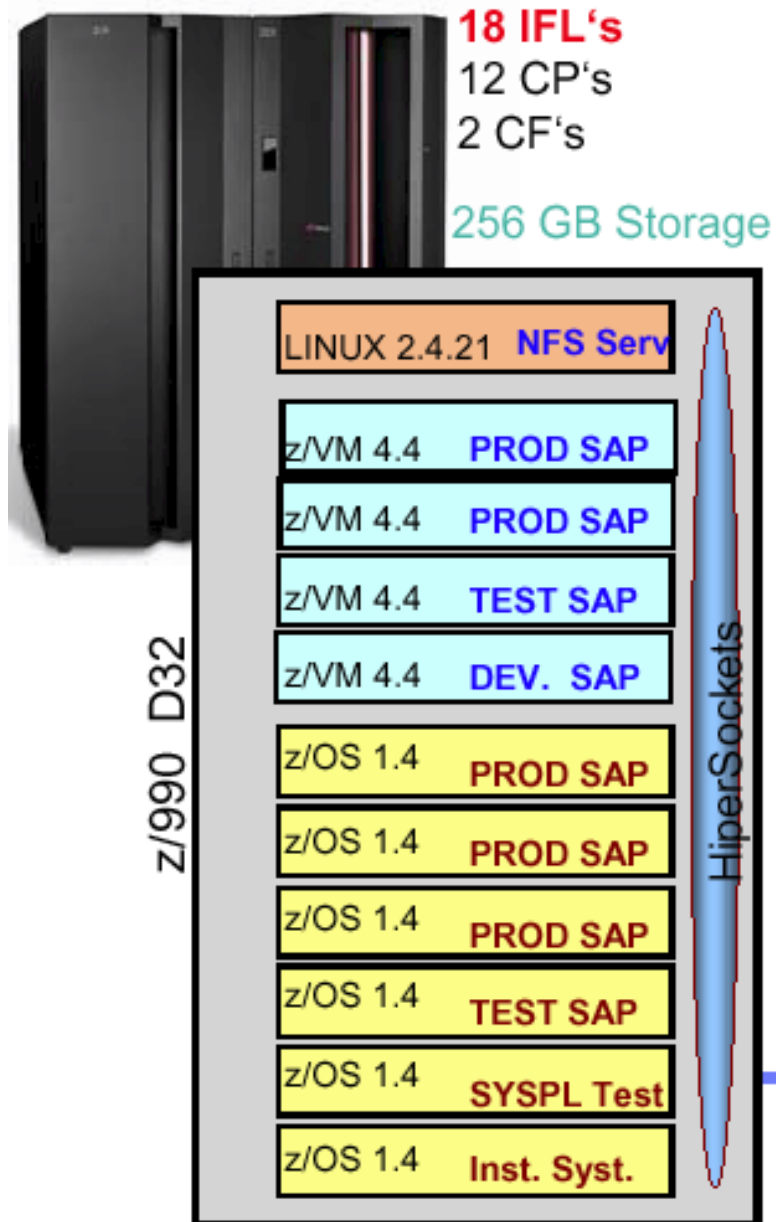 18 IFL‘s
12 CP‘s
2 CF‘s
256 GB Storage
LINUX 2.4.21 NFS Serv
z/VM 4.4 PROD SAP
z/VM 4.4 PROD SAP
z/VM 4.4 TEST SAP
z/VM 4.4 DEV. SAP
z/OS 1.4 PROD SAP
z/OS 1.4 PROD SAP
z/OS 1.4 PROD SAP
z/OS 1.4 TEST SAP
z/OS 1.4 SYSPL Test
z/OS 1.4 Inst. Syst.
z/990 D32
HiperSockets